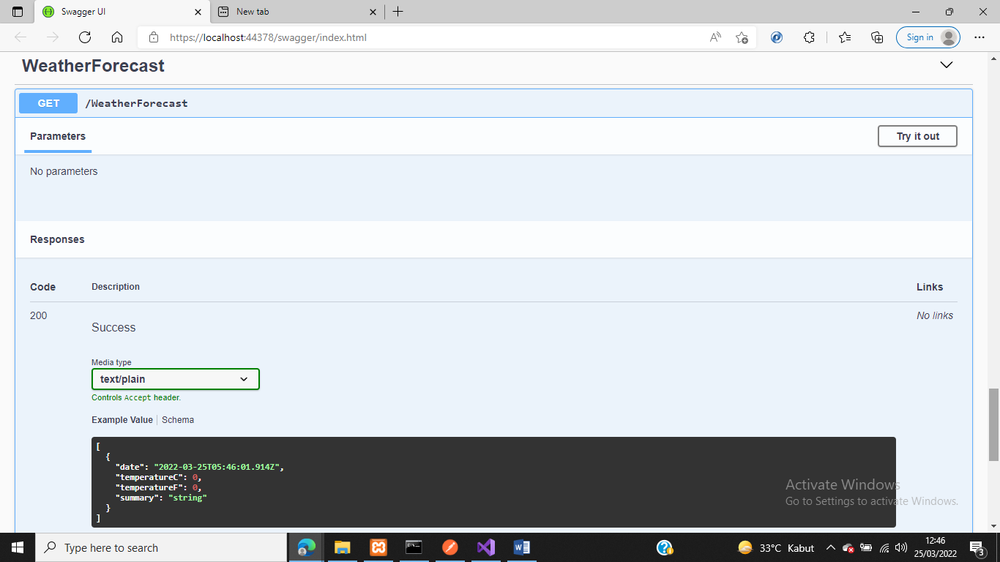 Swagger UI
New tab
https://localhost:44378/swagger/index.html
Sign in
WeatherForecast
GET /WeatherForecast
Parameters
Try it out
No parameters
Responses
Code Description Links
200 Success No links
Media type
text/plain
Controls Accept header.
Example Value Schema
[
{
"date": "2022-03-25T05:46:01.914Z",
"temperatureC": 0,
"temperatureF": 0,
"summary": "string"
}
]
Activate Windows
Go to Settings to activate Windows.
Type here to search
33°C Kabut
12:46
25/03/2022
3